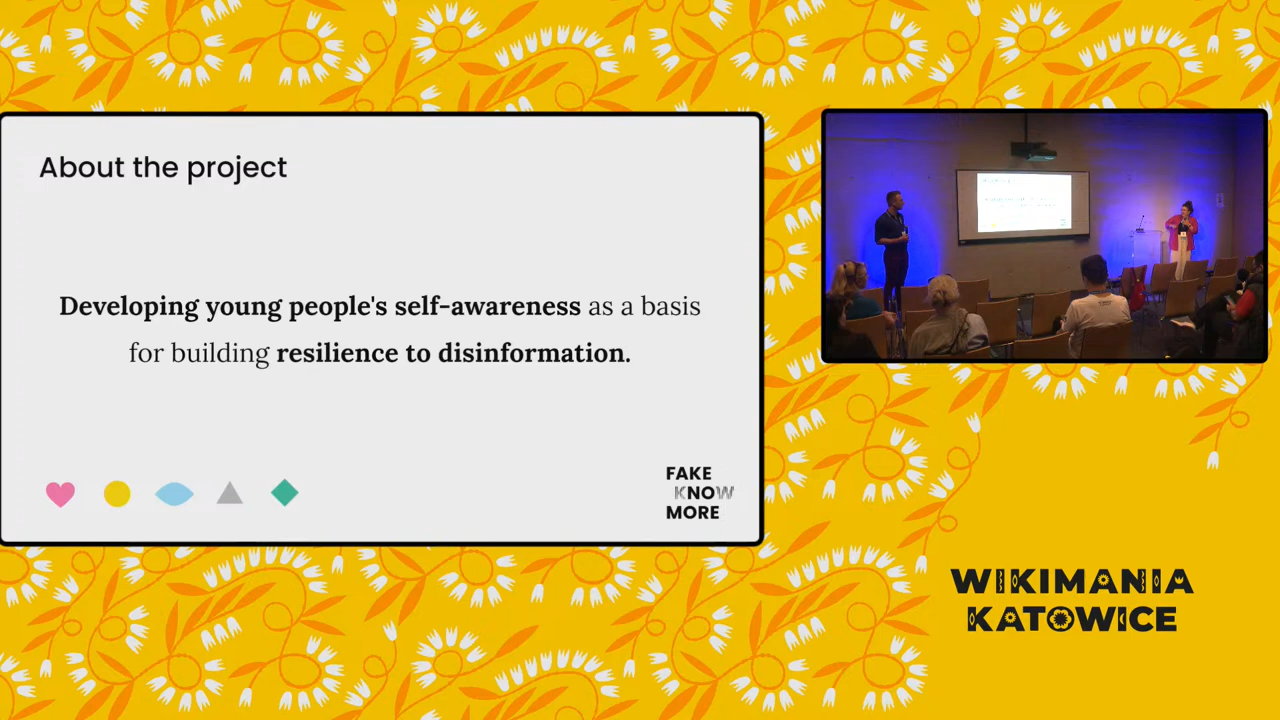 About the project
Developing young people's self-awareness as a basis
for building resilience to disinformation.
FAKE
KNOW
MORE
WIKIMANIA
KATOWICE